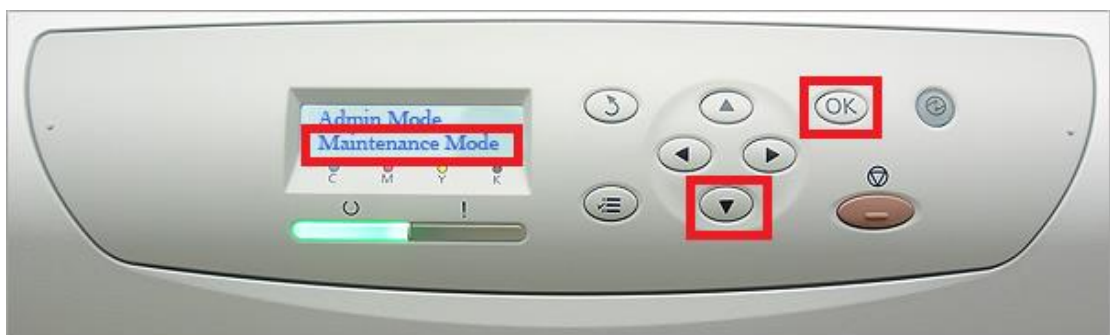 Admin Mode
Maintenance Mode
C M Y K
!
OK